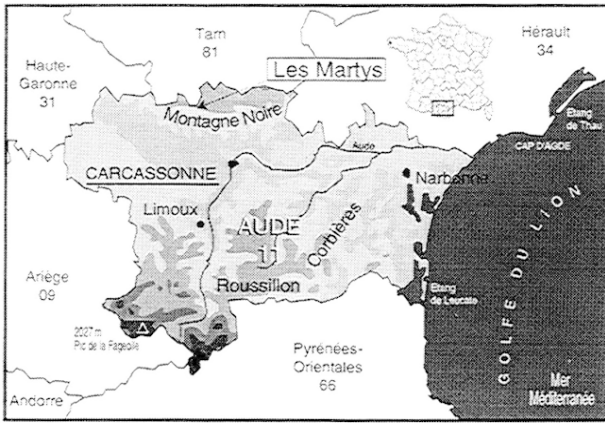 Tarn
81
Hérault
34
Haute-
Garonne
31
Les Martys
Montagne Noire
Etang
de Thau
CAP D'AGDE
Aude
CARCASSONNE
Narbonne
Limoux
AUDE
11
Corbières
Roussillon
Ariège
09
Etang
de Leucate
GOLFE DU LION
2027 m
Pic de la Fageolle
Pyrénées-
Orientales
66
Andorre
Mer
Méditerranée